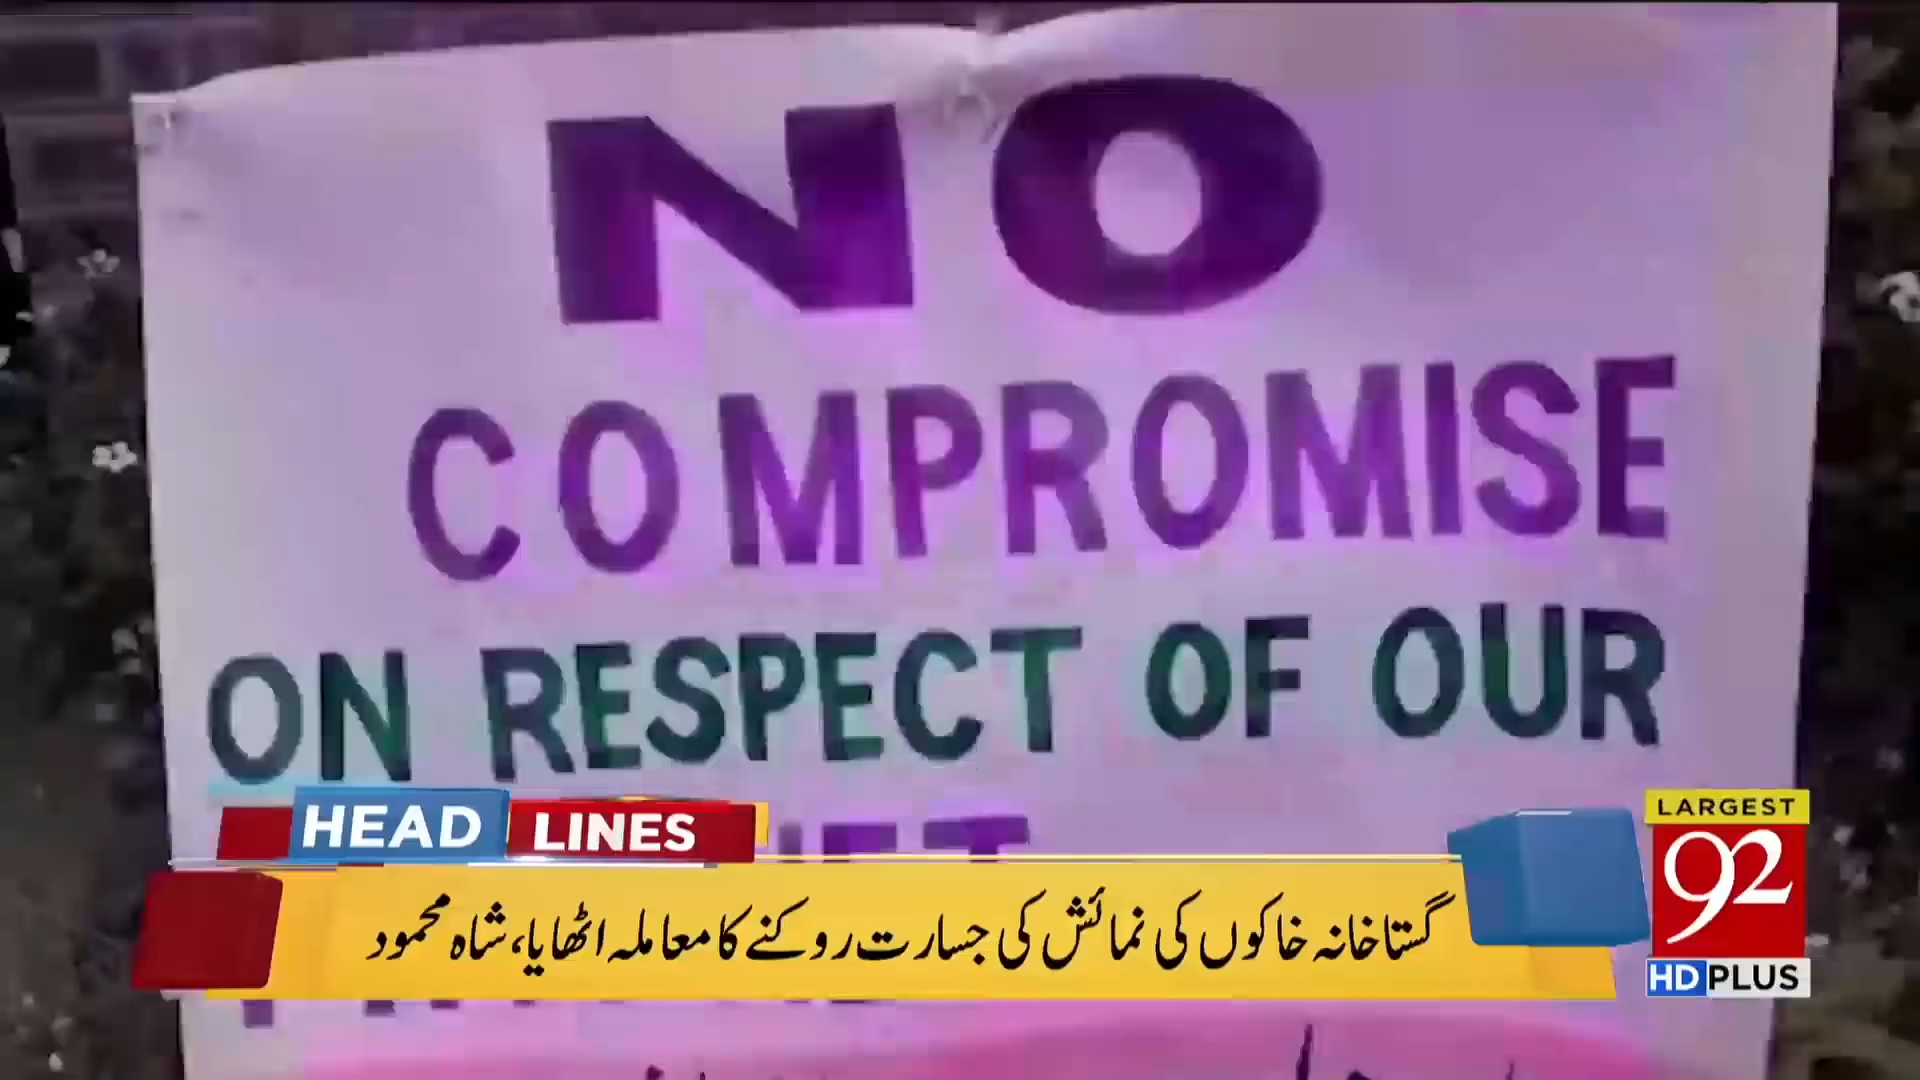 NO
COMPROMISE
ON RESPECT OF OUR
HEAD LINES
گستاخانہ خاکوں کی نمائش کی جسارت روکنے کا معاملہ اٹھایا، شاہ محمود
LARGEST
92
HD PLUS